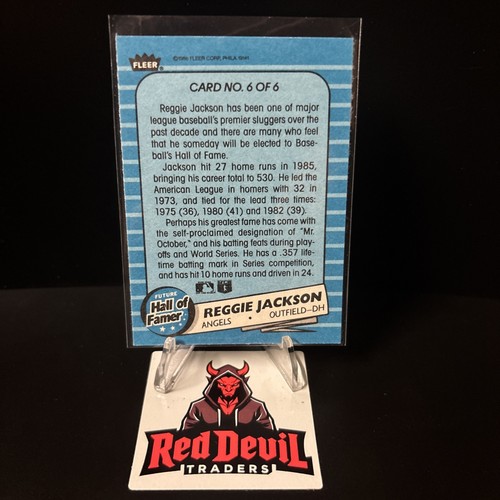 FLEER
©1986 FLEER CORP. PHILA 19141
CARD NO. 6 OF 6
Reggie Jackson has been one of major
league baseball's premier sluggers over the
past decade and there are many who feel
that he someday will be elected to Base-
ball's Hall of Fame.
Jackson hit 27 home runs in 1985,
bringing his career total to 530. He led the
American League in homers with 32 in
1973, and tied for the lead three times:
1975 (36), 1980 (41) and 1982 (39).
Perhaps his greatest fame has come with
the self-proclaimed designation of "Mr.
October," and his batting feats during play-
offs and World Series. He has a .357 life-
time batting mark in Series competition,
and has hit 10 home runs and driven in 24.
FUTURE
Hall of
Famer
REGGIE JACKSON
ANGELS • OUTFIELD—DH
Red Devil
TRADERS